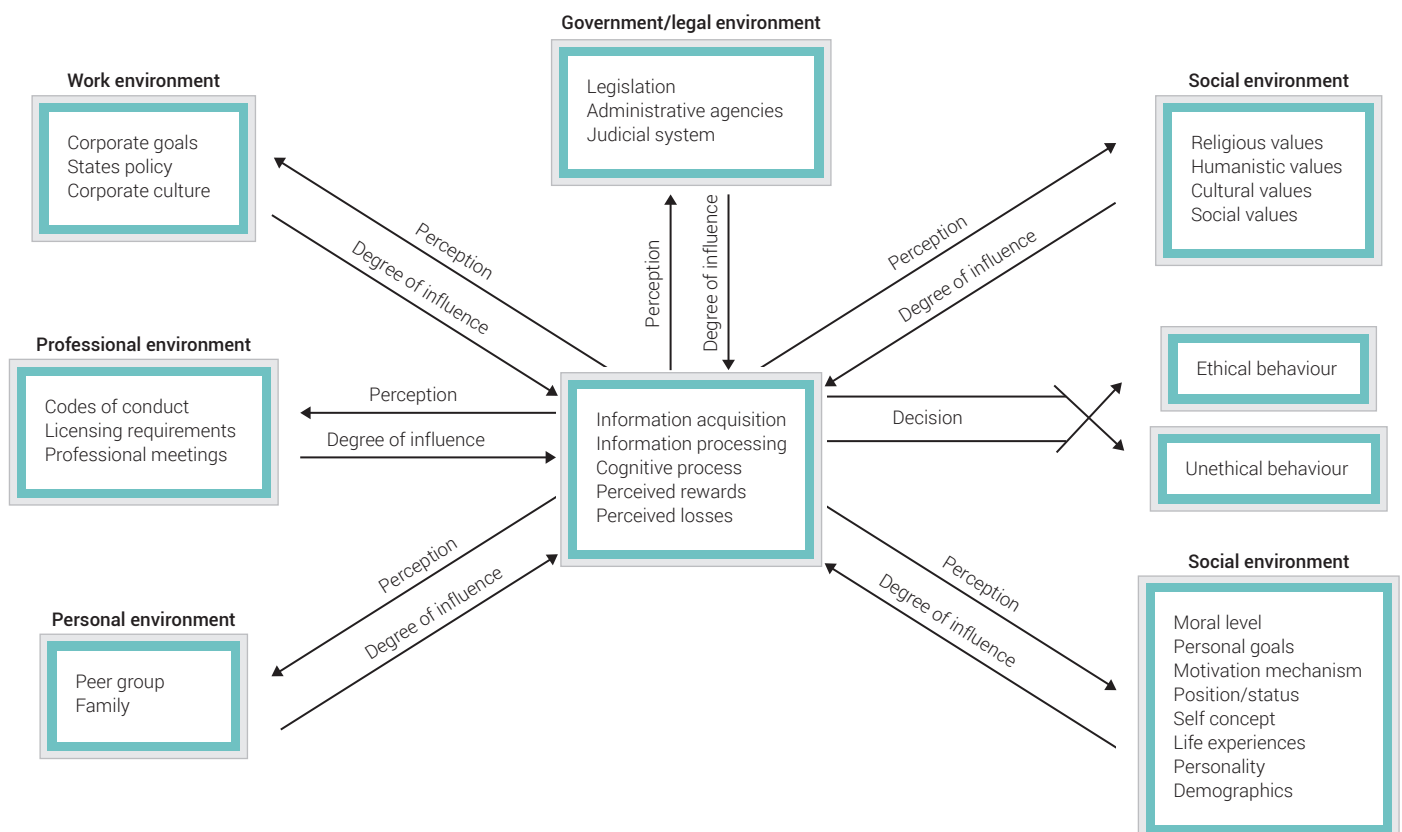 Government/legal environment
Legislation
Administrative agencies
Judicial system
Work environment
Corporate goals
States policy
Corporate culture
Social environment
Religious values
Humanistic values
Cultural values
Social values
Perception
Degree of influence
Perception
Degree of influence
Perception
Degree of influence
Professional environment
Codes of conduct
Licensing requirements
Professional meetings
Perception
Degree of influence
Information acquisition
Information processing
Cognitive process
Perceived rewards
Perceived losses
Decision
Ethical behaviour
Unethical behaviour
Perception
Degree of influence
Perception
Degree of influence
Personal environment
Peer group
Family
Social environment
Moral level
Personal goals
Motivation mechanism
Position/status
Self concept
Life experiences
Personality
Demographics